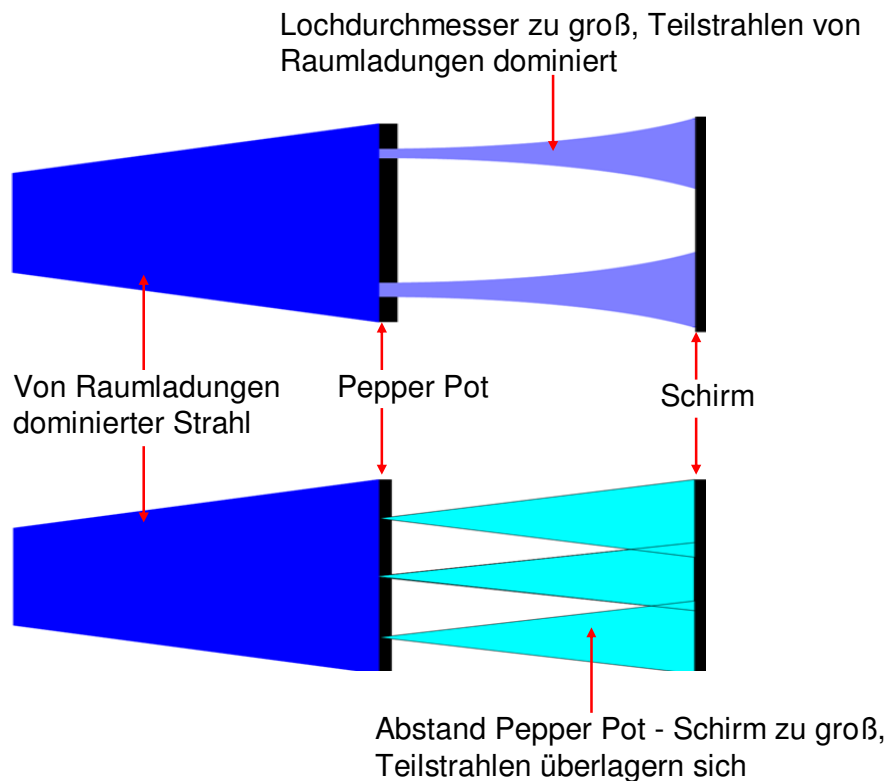 Lochdurchmesser zu groß, Teilstrahlen von
Raumladungen dominiert
Von Raumladungen
dominierter Strahl
Pepper Pot
Schirm
Abstand Pepper Pot - Schirm zu groß,
Teilstrahlen überlagern sich